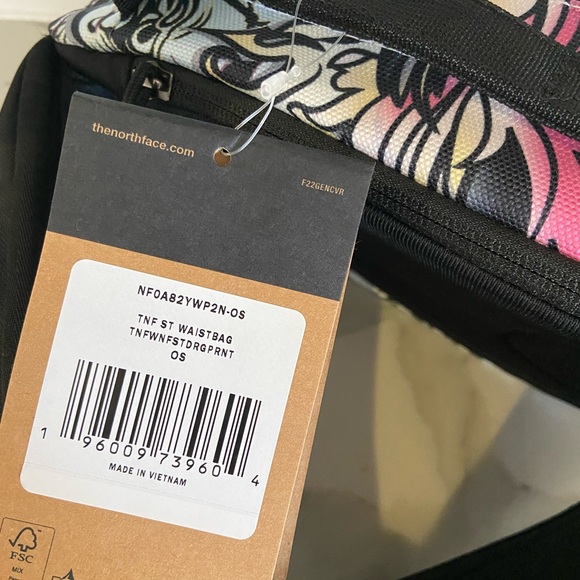 thenorthface.com
F22GENCVR
NF0A82YWP2N-OS
TNF ST WAISTBAG
TNFWNFSTDRGPRNT
OS
1 96009 73960 4
MADE IN VIETNAM
FSC
MIX